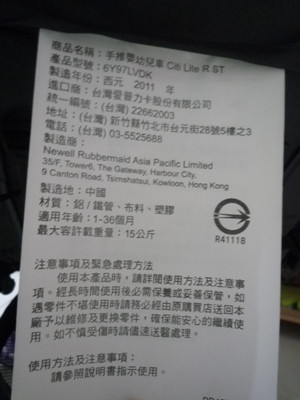 商品名稱：手推嬰幼兒車 Citi Lite R ST
產品型號：6Y97LVDK
製造年份：西元 2011 年
進口商：台灣愛普力卡股份有限公司
統一編號：(台灣) 22662003
地址：(台灣) 新竹縣竹北市台元街28號5樓之3
電話：(台灣) 03-5525688
製造商：
Newell Rubbermaid Asia Pacific Limited
35/F, Tower6, The Gateway, Harbour City,
9 Canton Road, Tsimshatsui, Kowloon, Hong Kong
製造地：中國
材質：鋁/鐵管、布料、塑膠
適用年齡：1-36個月
最大容許載重量：15公斤
R41118
注意事項及緊急處理方法
使用本產品時，請詳閱使用方法及注意事
項。經長時間使用後必需保養或妥善保管，如
遇零件不堪使用時請務必經由原購買店送回本
廠予以維修及更換零件，確保能安心的繼續使
用。如不慎受傷時請儘速送醫處理。
使用方法及注意事項：
請參照說明書指示使用。